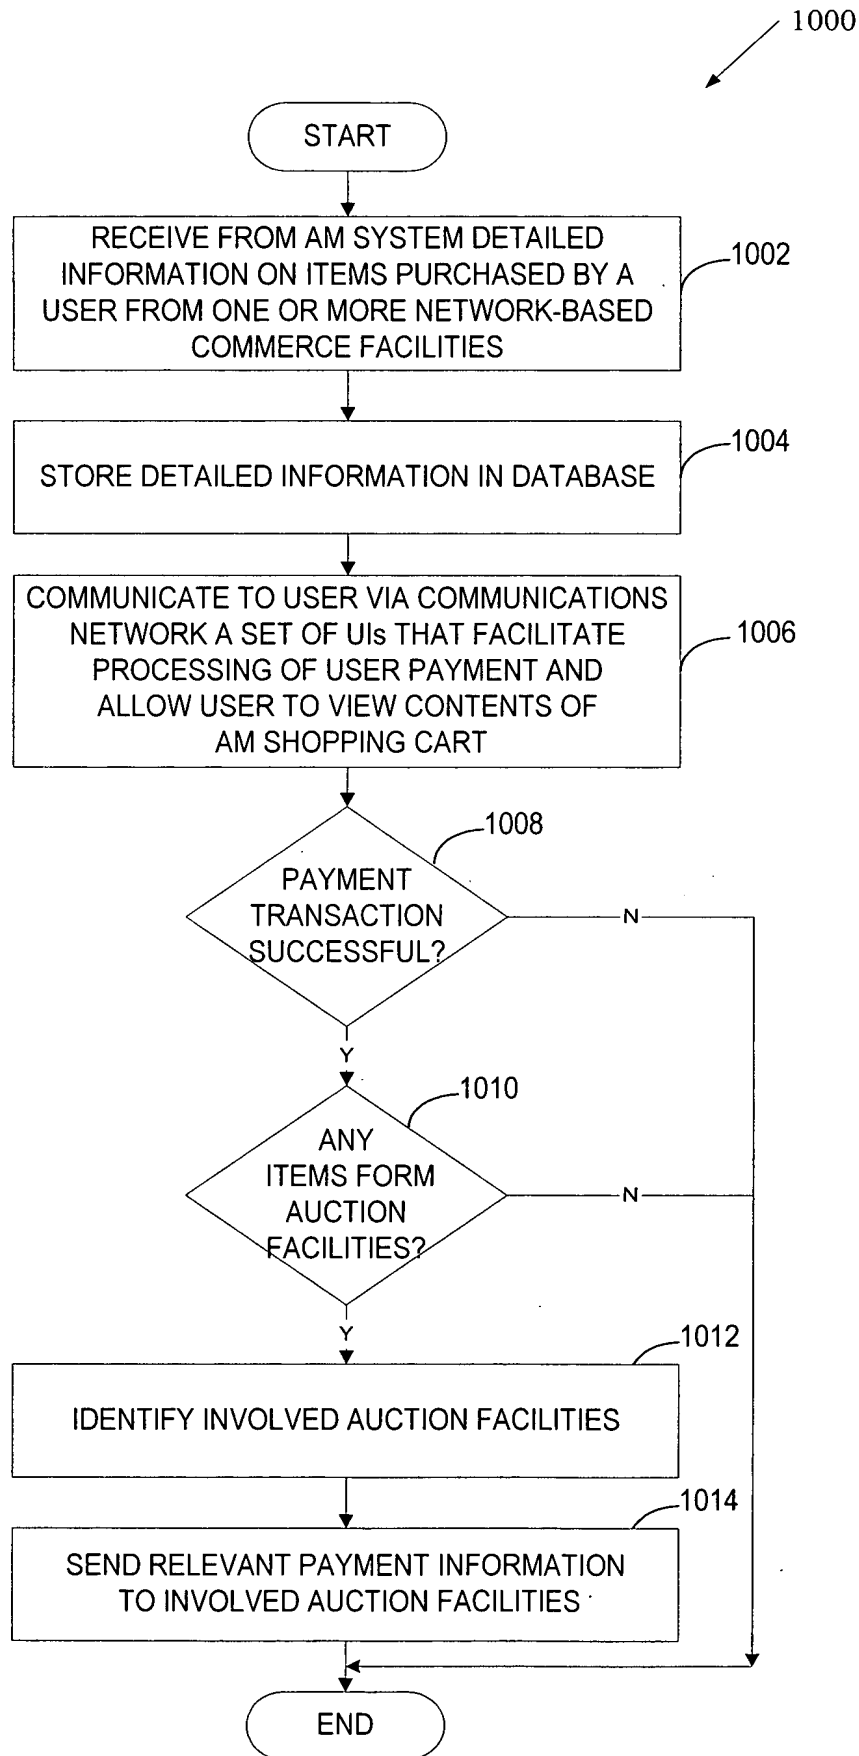 1000
START
RECEIVE FROM AM SYSTEM DETAILED
INFORMATION ON ITEMS PURCHASED BY A
USER FROM ONE OR MORE NETWORK-BASED
COMMERCE FACILITIES
1002
STORE DETAILED INFORMATION IN DATABASE
1004
COMMUNICATE TO USER VIA COMMUNICATIONS
NETWORK A SET OF UIs THAT FACILITATE
PROCESSING OF USER PAYMENT AND
ALLOW USER TO VIEW CONTENTS OF
AM SHOPPING CART
1006
PAYMENT
TRANSACTION
SUCCESSFUL?
1008
N
Y
ANY
ITEMS FORM
AUCTION
FACILITIES?
1010
N
Y
IDENTIFY INVOLVED AUCTION FACILITIES
1012
SEND RELEVANT PAYMENT INFORMATION
TO INVOLVED AUCTION FACILITIES
1014
END